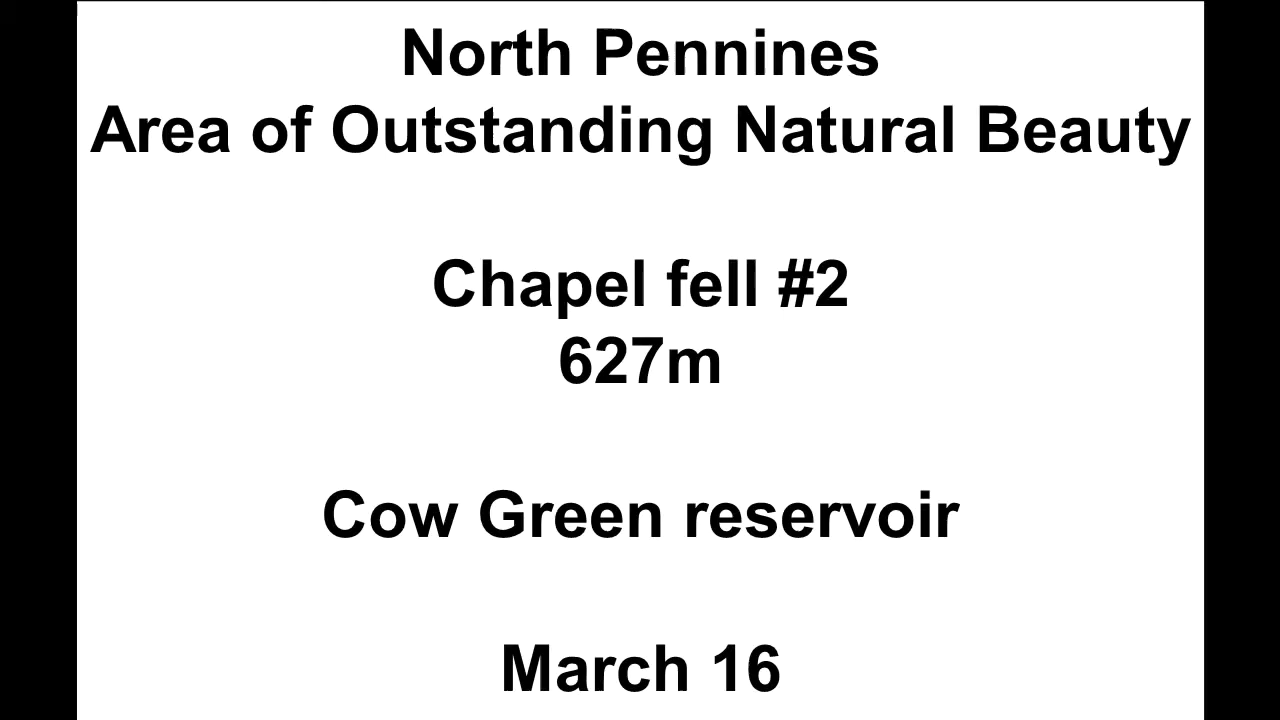 North Pennines
Area of Outstanding Natural Beauty
Chapel fell #2
627m
Cow Green reservoir
March 16